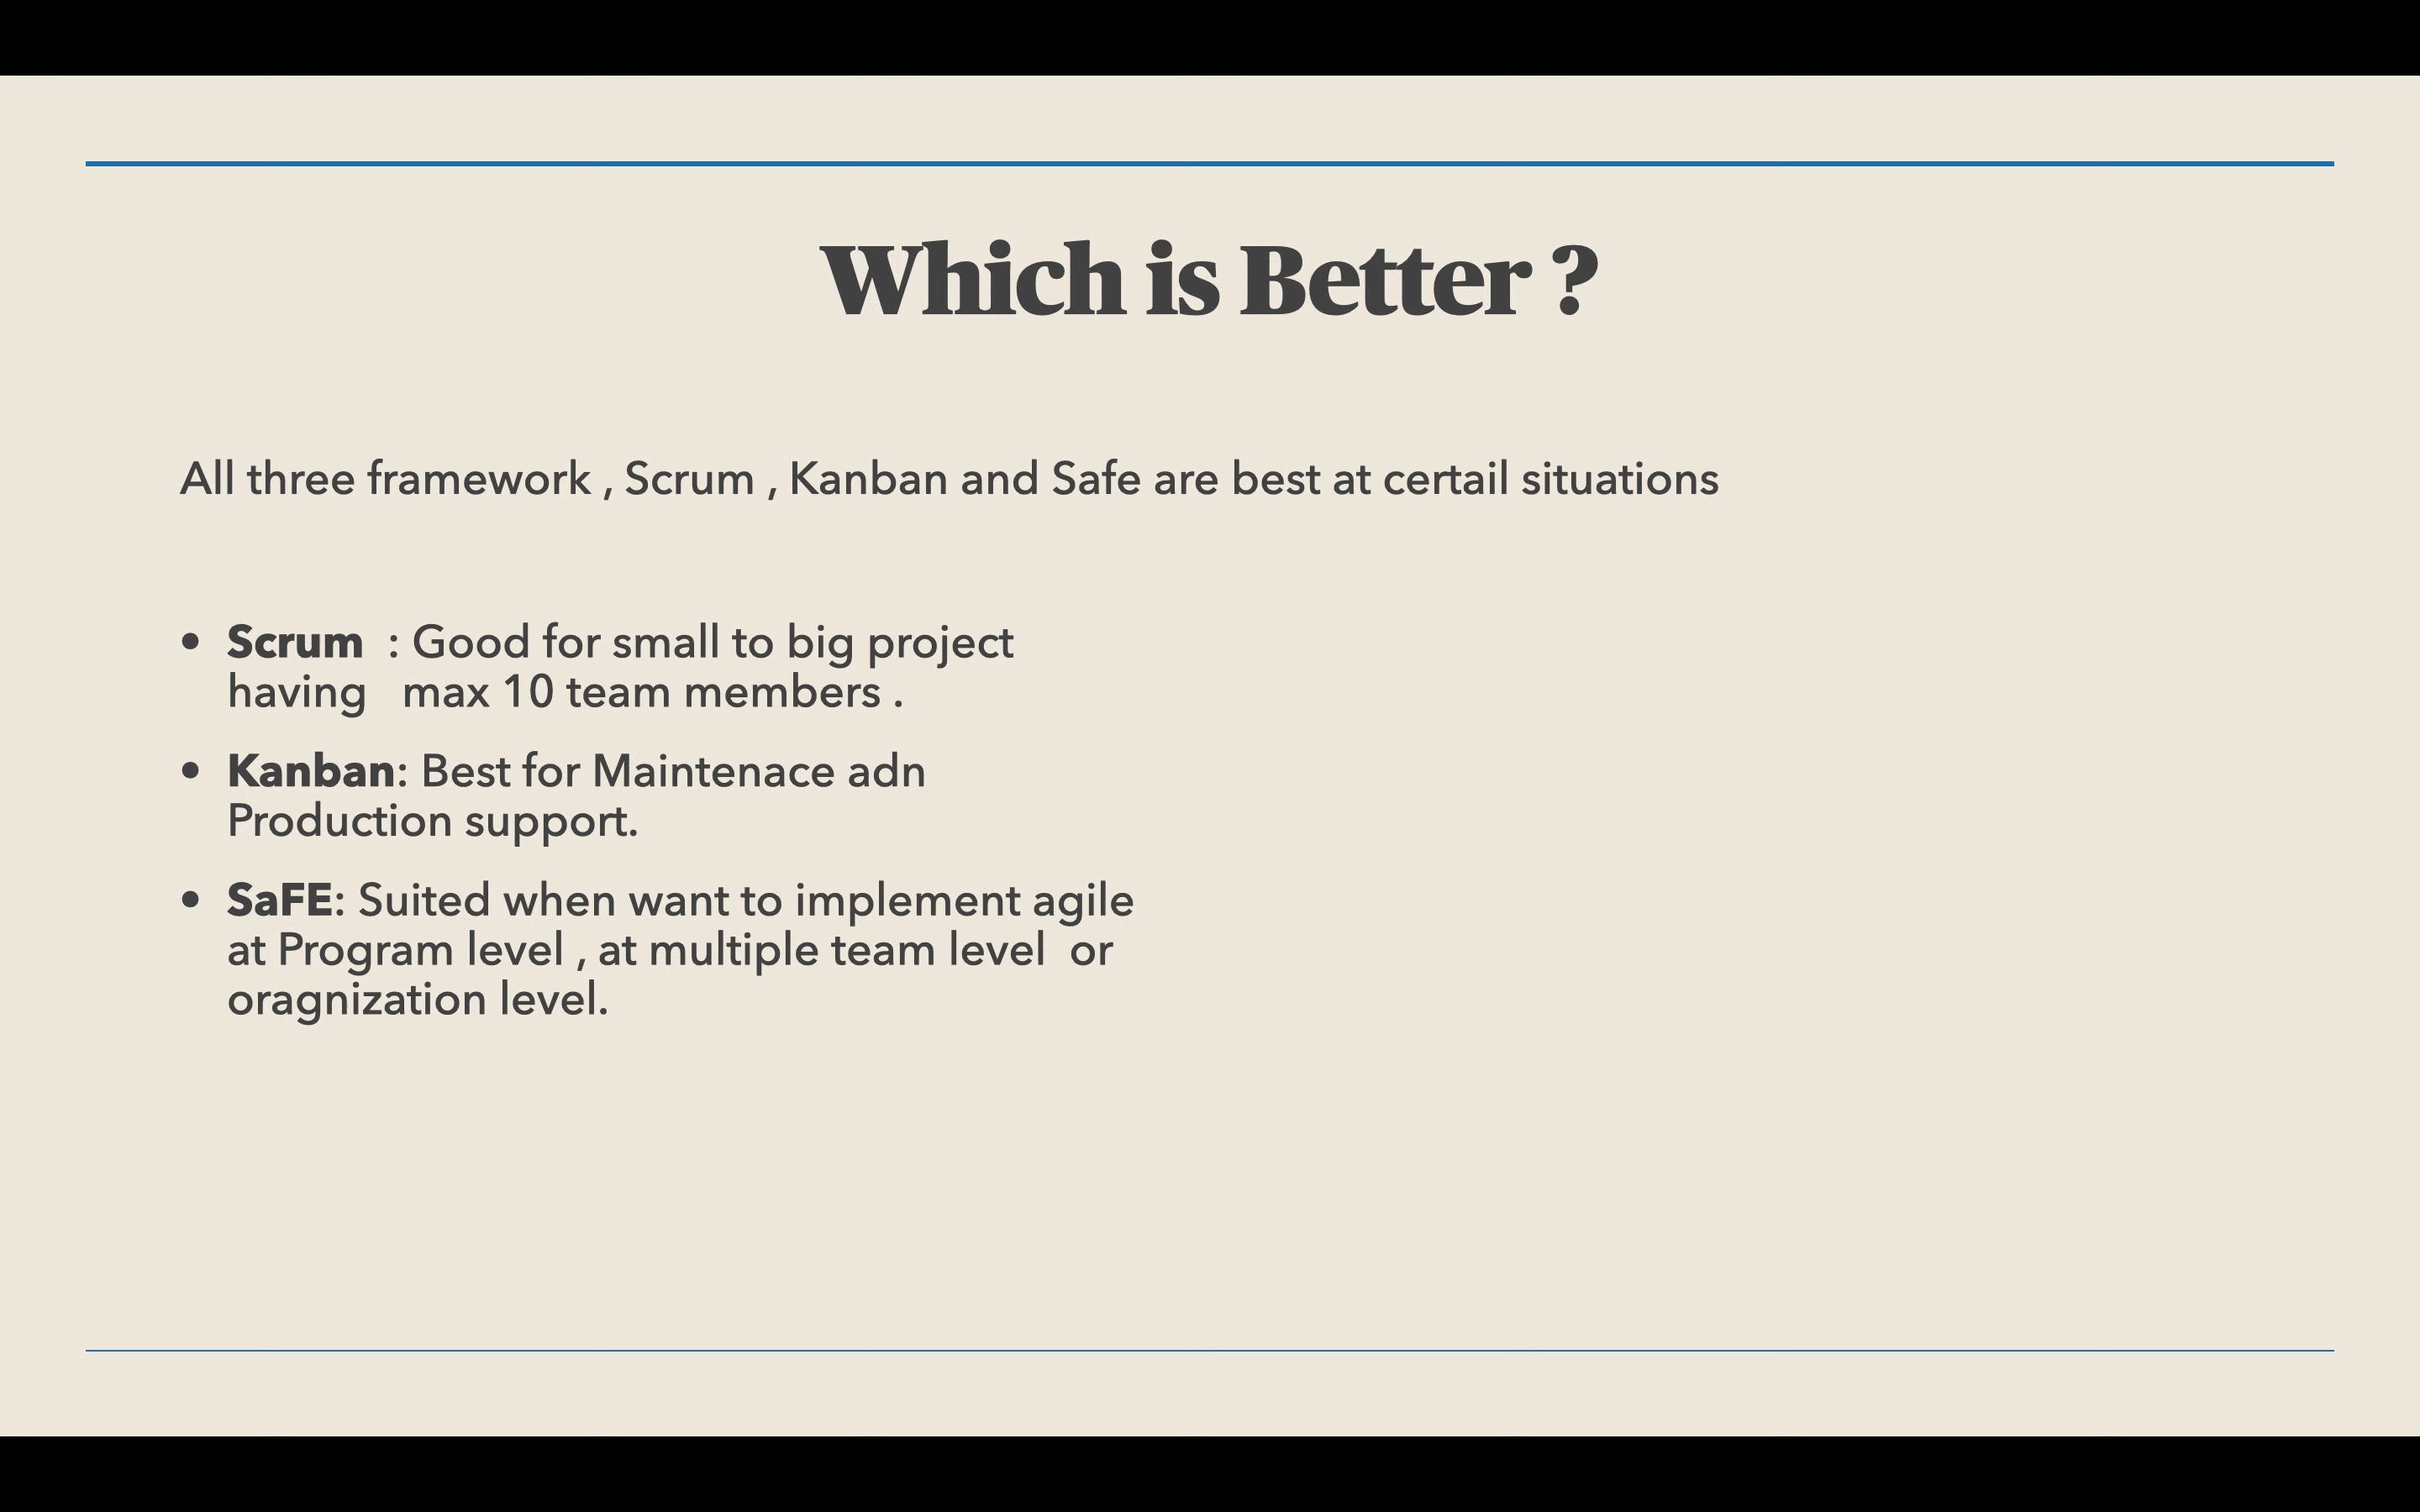 Which is Better ?
All three framework , Scrum , Kanban and Safe are best at certail situations
• Scrum : Good for small to big project
having max 10 team members .
• Kanban: Best for Maintenace adn
Production support.
• SaFE: Suited when want to implement agile
at Program level , at multiple team level or
oragnization level.